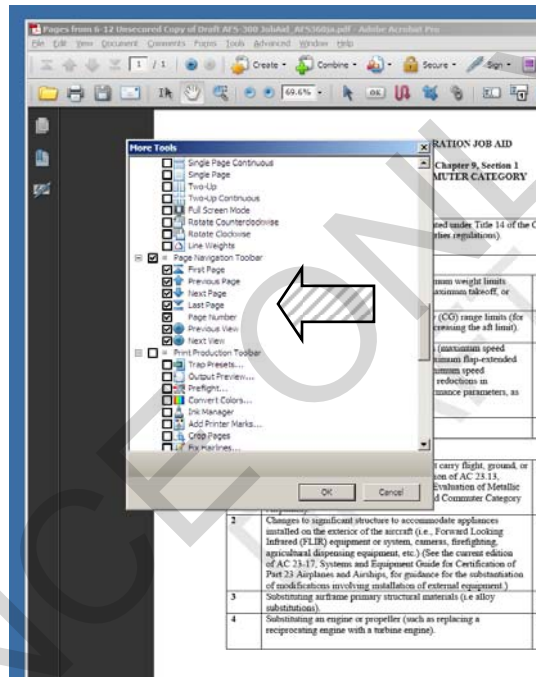 Pages from 6-12 Unsecured Copy of Draft AFS-300 JobAid_AFS360ja.pdf - Adobe Acrobat Pro
File Edit View Document Comments Forms Tools Advanced Window Help
1 / 1 Create Combine Secure Sign
69.6%
RATION JOB AID
More Tools
Chapter 9, Section 1
MUTER CATEGORY
Single Page Continuous
Single Page
Two-Up
Two-Up Continuous
Full Screen Mode
Rotate Counterclockwise
Rotate Clockwise
Line Weights
Page Navigation Toolbar
First Page
Previous Page
Next Page
Last Page
Page Number
Previous View
Next View
Print Production Toolbar
Trap Presets...
Output Preview...
Preflight...
Convert Colors...
Ink Manager
Add Printer Marks...
Crop Pages
Fix Hairlines...
OK Cancel
ted under Title 14 of the C
rlier regulations).
mum weight limits
aximum takeoff, or
(CG) range limits (for
creasing the aft limit).
(maximum speed
ximum flap-extended
nimum speed
reductions in
mance parameters, as
t carry flight, ground, or
ion of AC 23.13,
Evaluation of Metallic
d Commuter Category
2 Changes to significant structure to accommodate appliances
installed on the exterior of the aircraft (i.e., Forward Looking
Infrared (FLIR) equipment or system, cameras, firefighting,
agricultural dispensing equipment, etc.) (See the current edition
of AC 23-17, Systems and Equipment Guide for Certification of
Part 23 Airplanes and Airships, for guidance for the substantiation
of modifications involving installation of external equipment.)
3 Substituting airframe primary structural materials (i.e alloy
substitutions).
4 Substituting an engine or propeller (such as replacing a
reciprocating engine with a turbine engine).